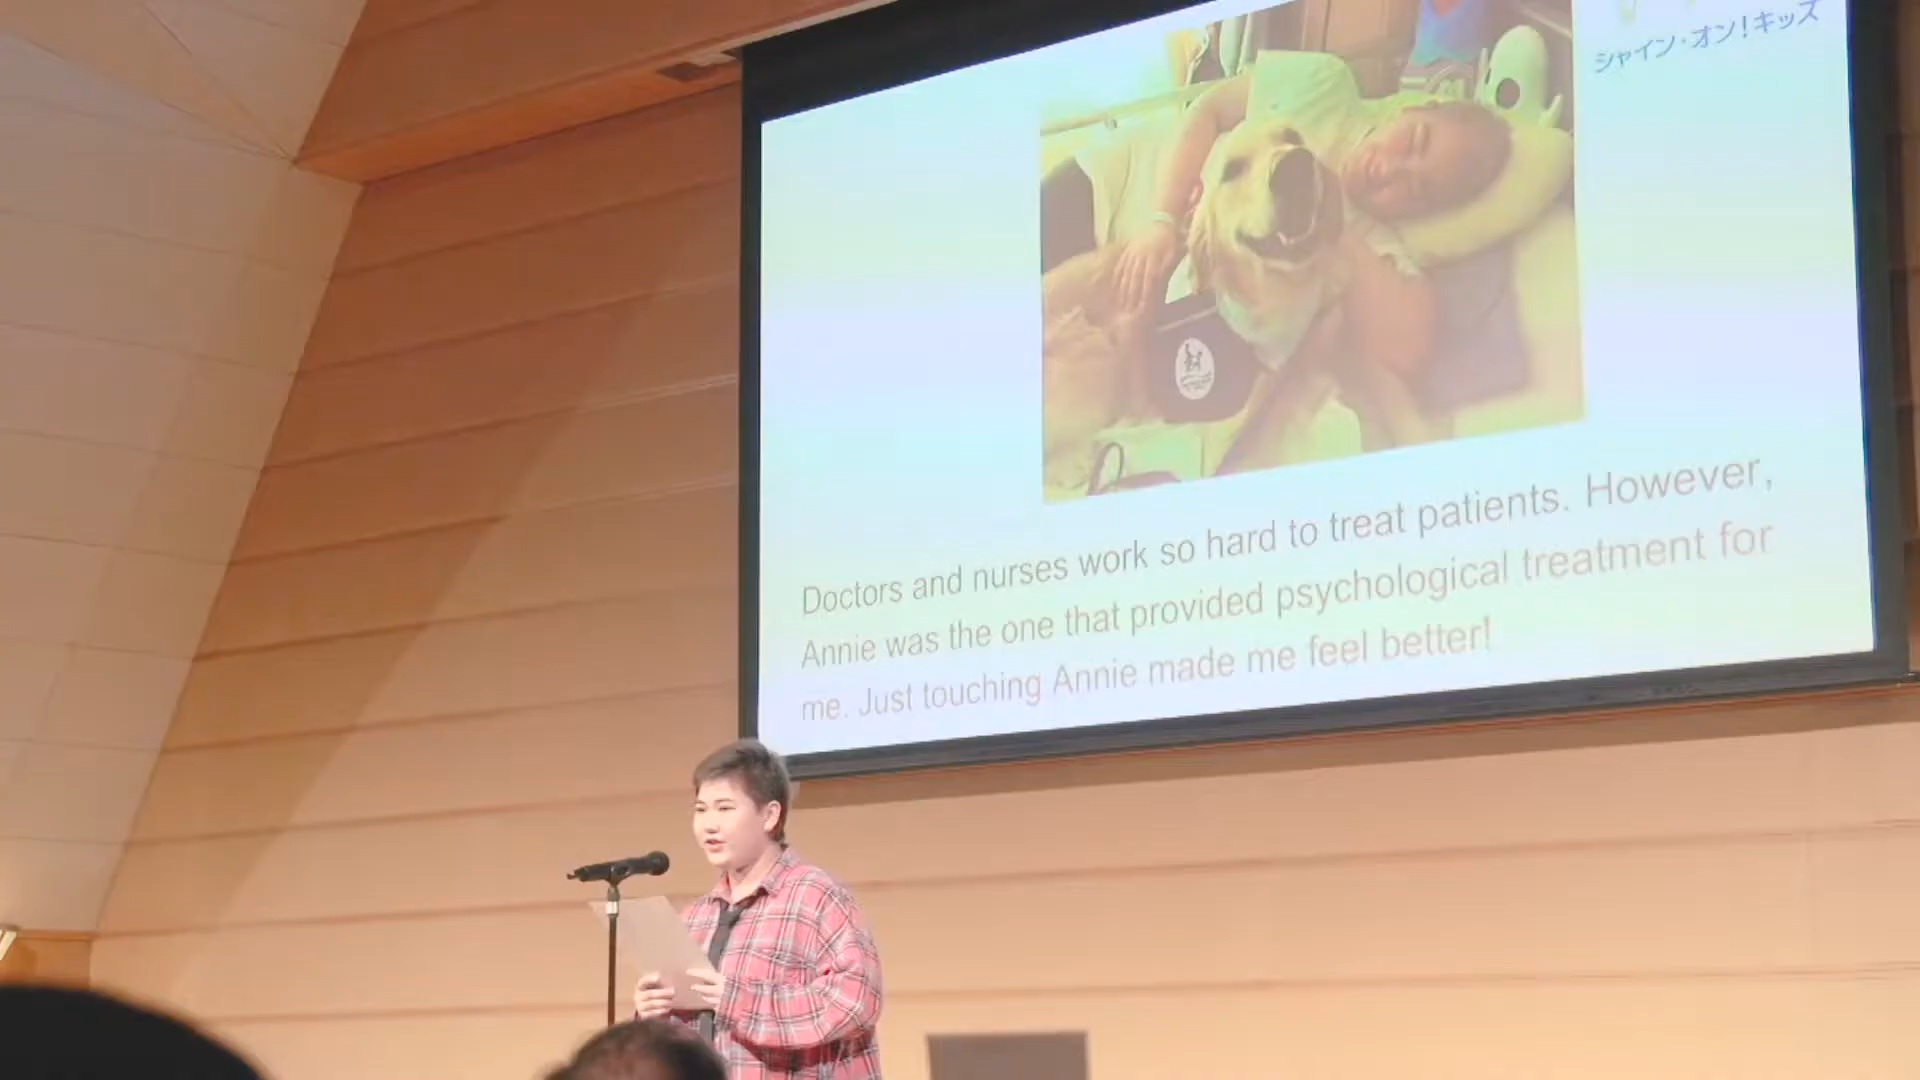 シャイン・オン！キッズ
Doctors and nurses work so hard to treat patients. However,
Annie was the one that provided psychological treatment for
me. Just touching Annie made me feel better!